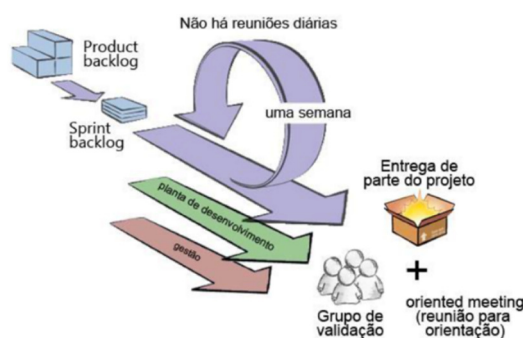 Não há reuniões diárias
Product
backlog
uma semana
Sprint
backlog
Entrega de
parte do projeto
planta de desenvolvimento
gestão
+
Grupo de
validação
oriented meeting
(reunião para
orientação)